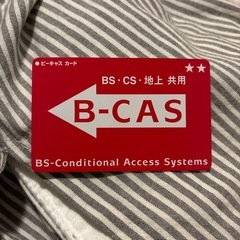 ●ビーキャス カード
★★
BS・CS・地上 共用
B-CAS
BS-Conditional Access Systems